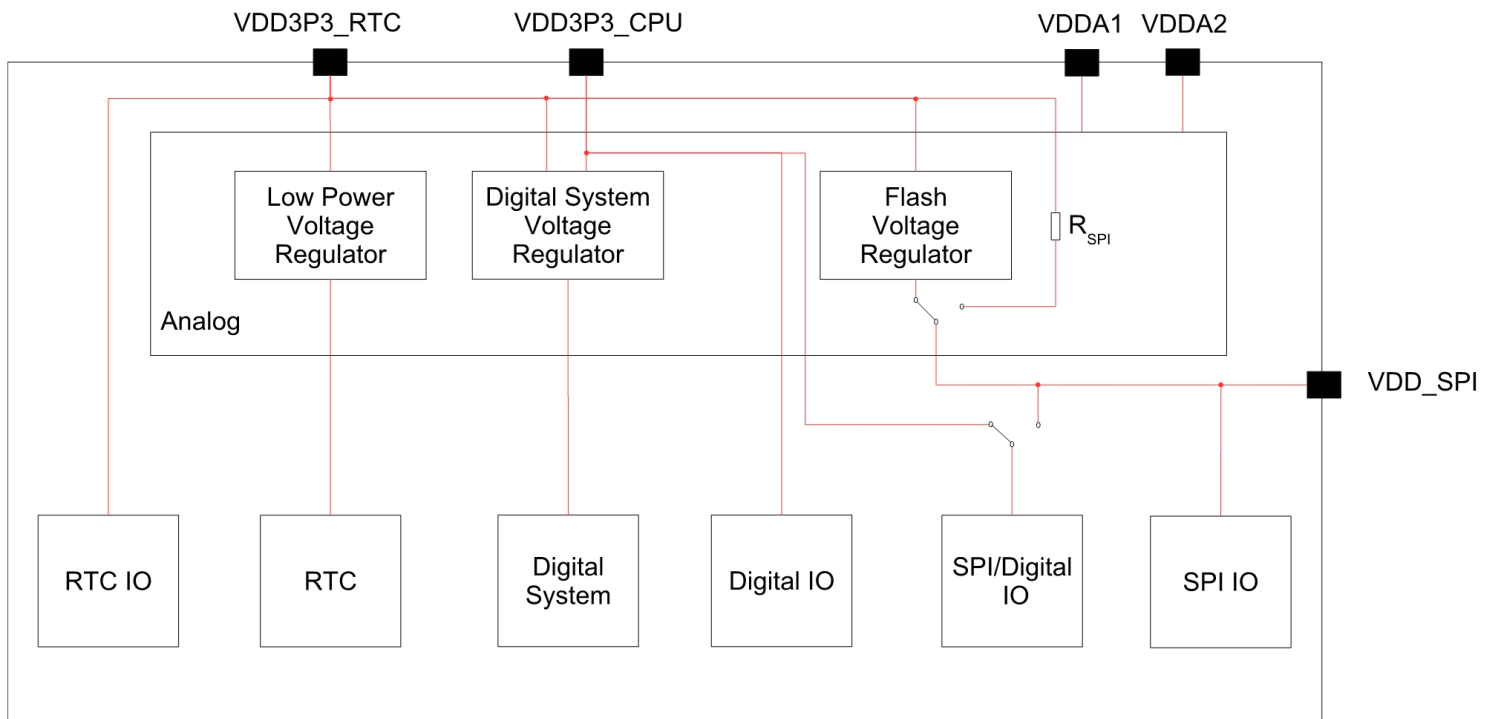 VDD3P3_RTC
VDD3P3_CPU
VDDA1
VDDA2
Low Power
Voltage
Regulator
Digital System
Voltage
Regulator
Flash
Voltage
Regulator
RSPI
Analog
VDD_SPI
RTC IO
RTC
Digital
System
Digital IO
SPI/Digital
IO
SPI IO